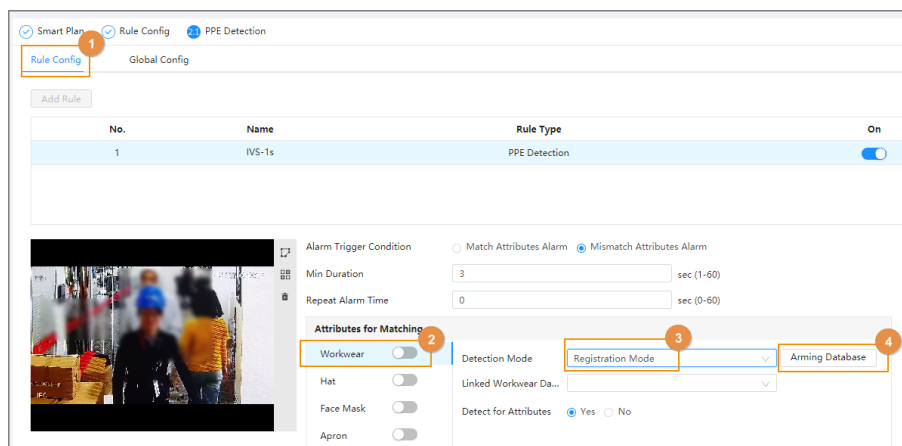 Smart Plan Rule Config 2.1 PPE Detection
1
Rule Config Global Config
Add Rule
No. Name Rule Type On
1 IVS-1s PPE Detection
Alarm Trigger Condition Match Attributes Alarm Mismatch Attributes Alarm
Min Duration 3 sec (1-60)
Repeat Alarm Time 0 sec (0-60)
Attributes for Matching
2
3
4
Workwear
Detection Mode Registration Mode Arming Database
Hat
Linked Workwear Da...
Face Mask
Detect for Attributes Yes No
Apron